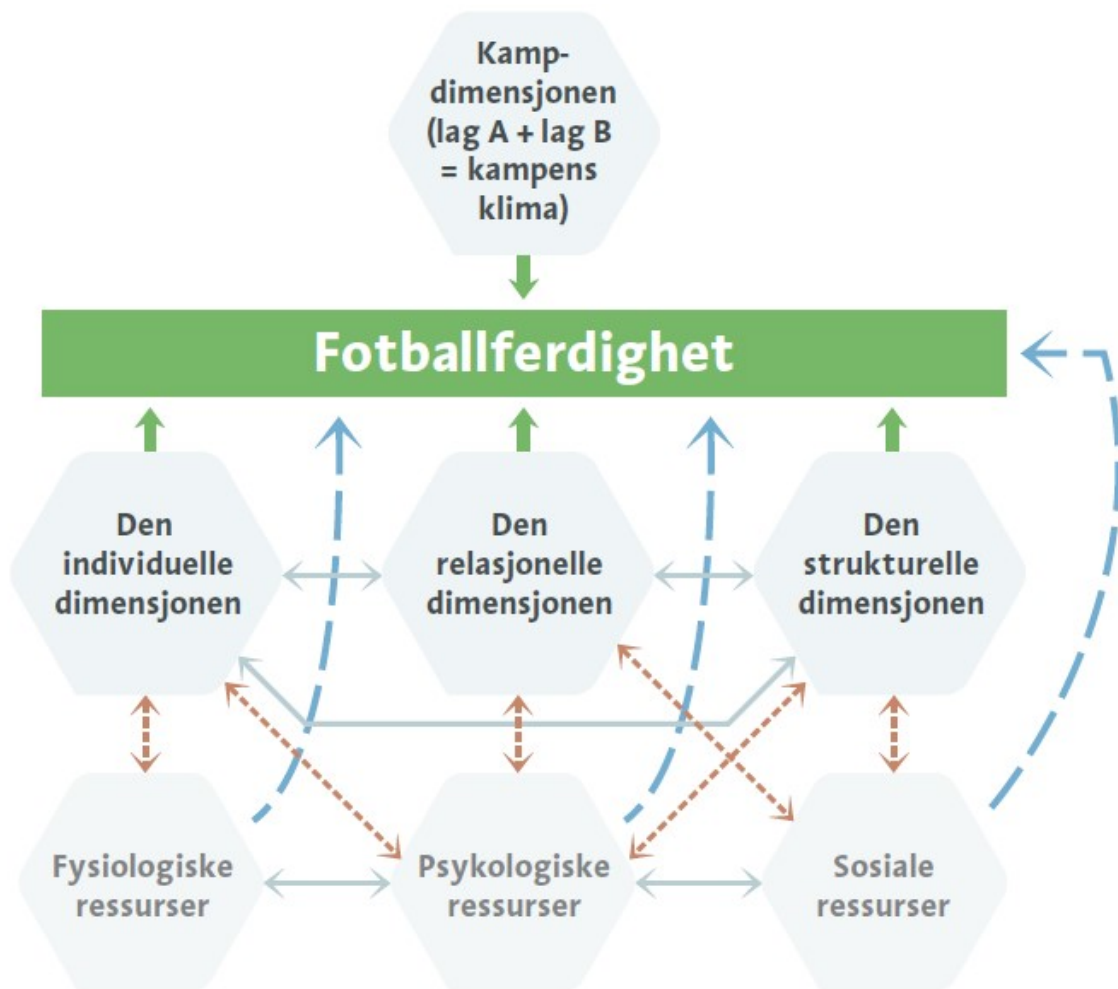 Kamp-
dimensjonen
(lag A + lag B
= kampens
klima)
Fotballferdighet
Den
individuelle
dimensjonen
Den
relasjonelle
dimensjonen
Den
strukturelle
dimensjonen
Fysiologiske
ressurser
Psykologiske
ressurser
Sosiale
ressurser